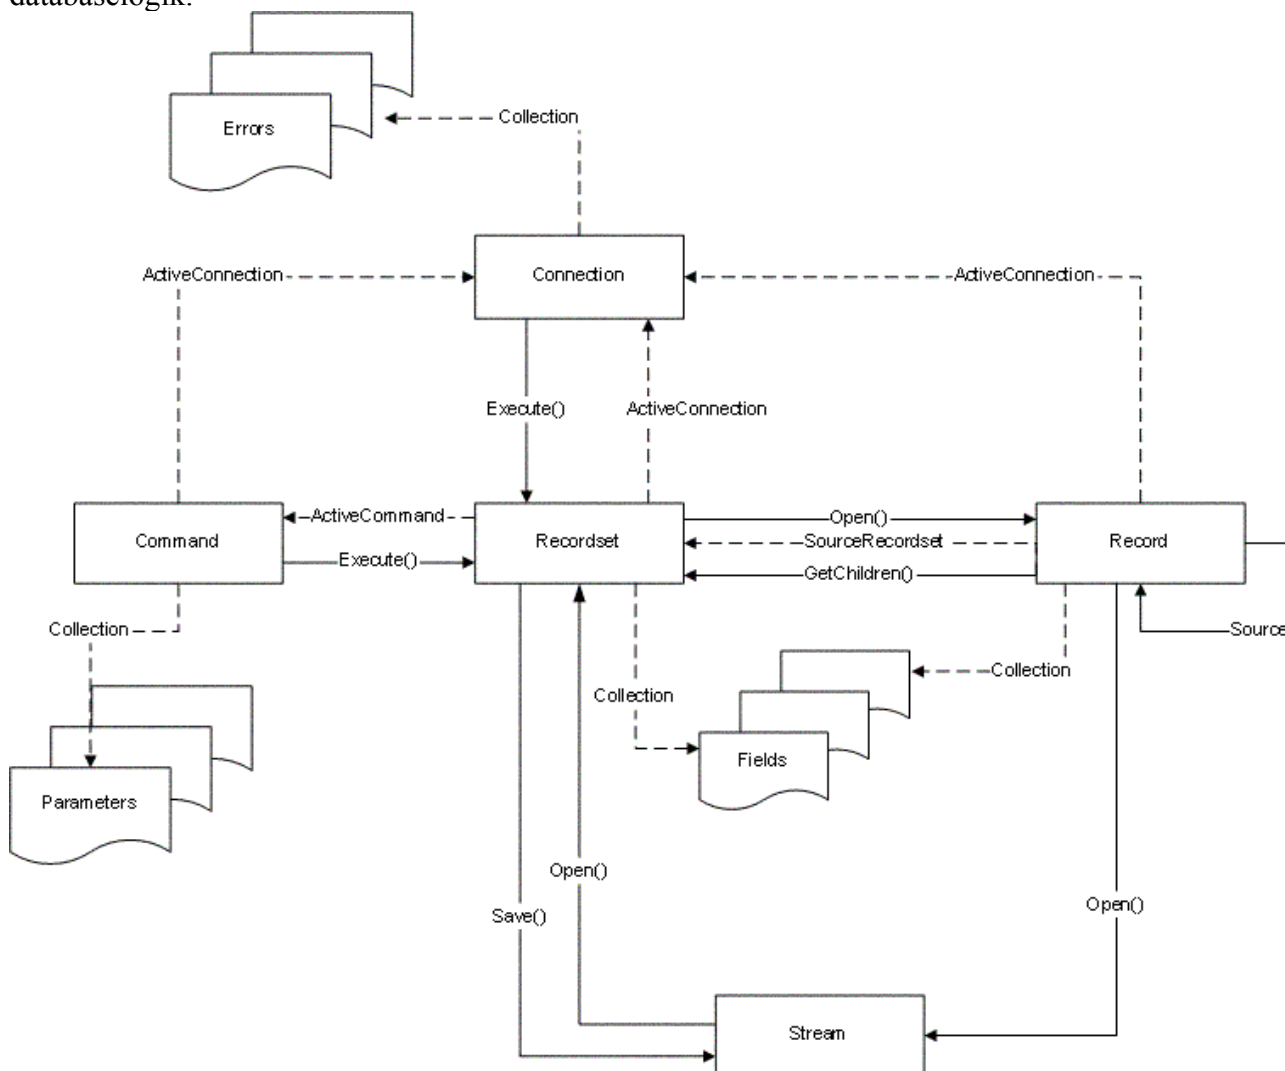 databaselogik.
Collection
Errors
ActiveConnection
Connection
ActiveConnection
Execute()
ActiveConnection
ActiveCommand
Open()
Command
Recordset
SourceRecordset
Record
Execute()
GetChildren()
Collection
Source
Collection
Collection
Fields
Parameters
Open()
Save()
Open()
Stream